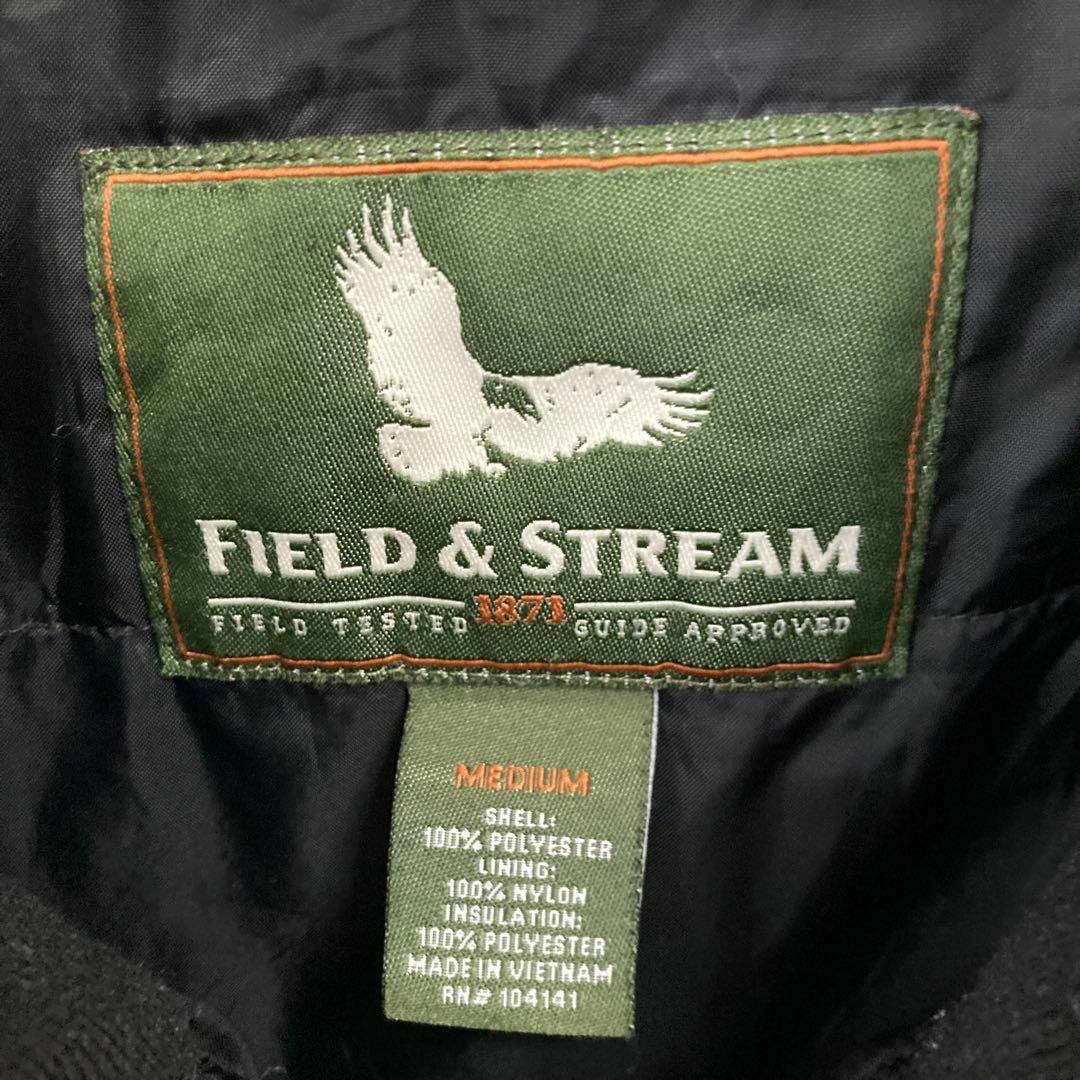 FIELD & STREAM
FIELD TESTED 1871 GUIDE APPROVED
MEDIUM
SHELL:
100% POLYESTER
LINING:
100% NYLON
INSULATION:
100% POLYESTER
MADE IN VIETNAM
RN# 104141